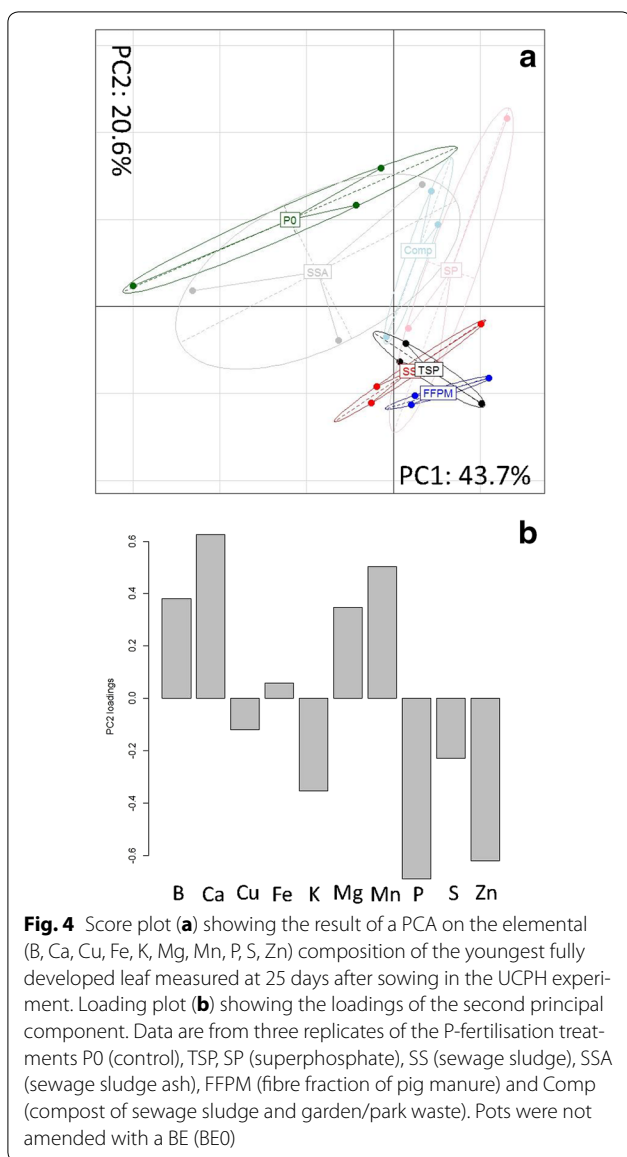 a
PC2: 20.6%
P0
Comp
SSA
SP
SS
TSP
FFPM
PC1: 43.7%
b
PC2 loadings
0.6
0.4
0.2
0.0
-0.2
-0.4
-0.6
B Ca Cu Fe K Mg Mn P S Zn
Fig. 4 Score plot (a) showing the result of a PCA on the elemental
(B, Ca, Cu, Fe, K, Mg, Mn, P, S, Zn) composition of the youngest fully
developed leaf measured at 25 days after sowing in the UCPH experi-
ment. Loading plot (b) showing the loadings of the second principal
component. Data are from three replicates of the P-fertilisation treat-
ments P0 (control), TSP, SP (superphosphate), SS (sewage sludge), SSA
(sewage sludge ash), FFPM (fibre fraction of pig manure) and Comp
(compost of sewage sludge and garden/park waste). Pots were not
amended with a BE (BE0)